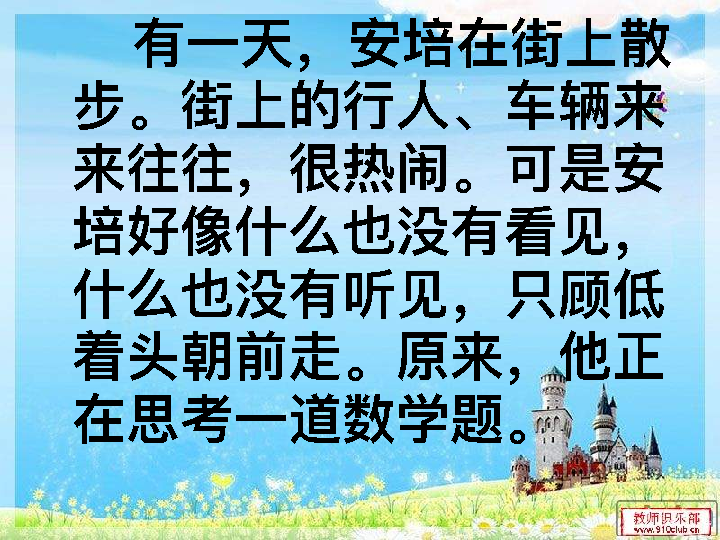 有一天，安培在街上散
步。街上的行人、车辆来
来往往，很热闹。可是安
培好像什么也没有看见，
什么也没有听见，只顾低
着头朝前走。原来，他正
在思考一道数学题。
教师俱乐部
www.910club.cn